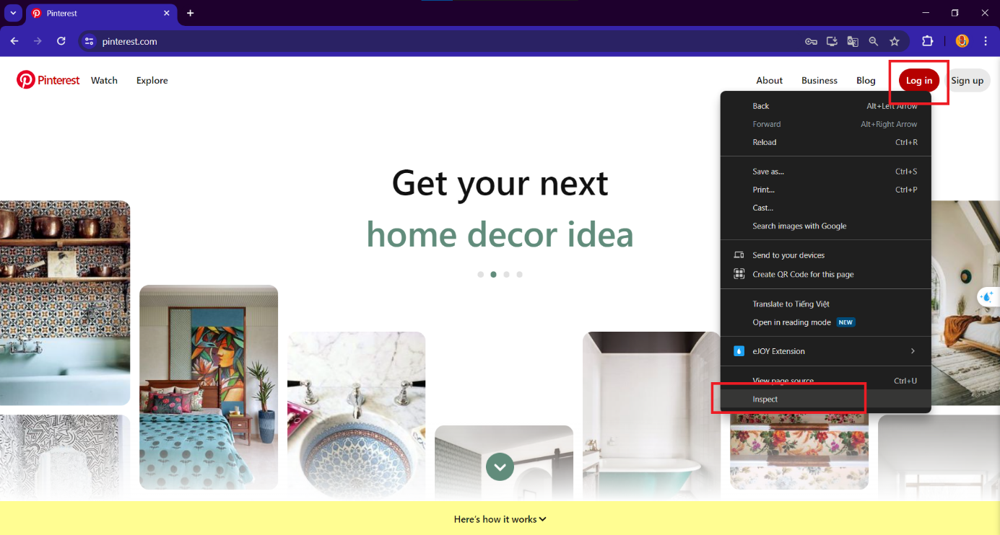 Pinterest
pinterest.com
Pinterest Watch Explore About Business Blog Log in Sign up
Back Alt+Left Arrow
Forward Alt+Right Arrow
Reload Ctrl+R
Save as... Ctrl+S
Print... Ctrl+P
Cast...
Search images with Google
Send to your devices
Create QR Code for this page
Translate to Tiếng Việt
Open in reading mode NEW
eJOY Extension
View page source Ctrl+U
Inspect
Get your next
home decor idea
Here's how it works